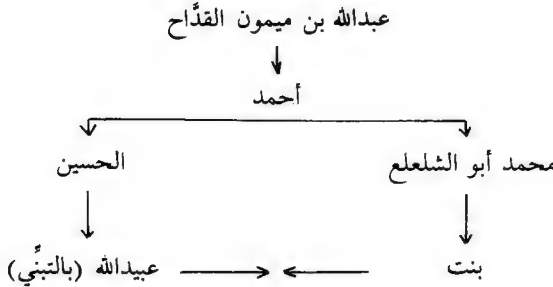 عبدالله بن ميمون القدَّاح
أحمد
محمد أبو الشلعلع الحسين
بنت عبيدالله (بالتبنِّي)